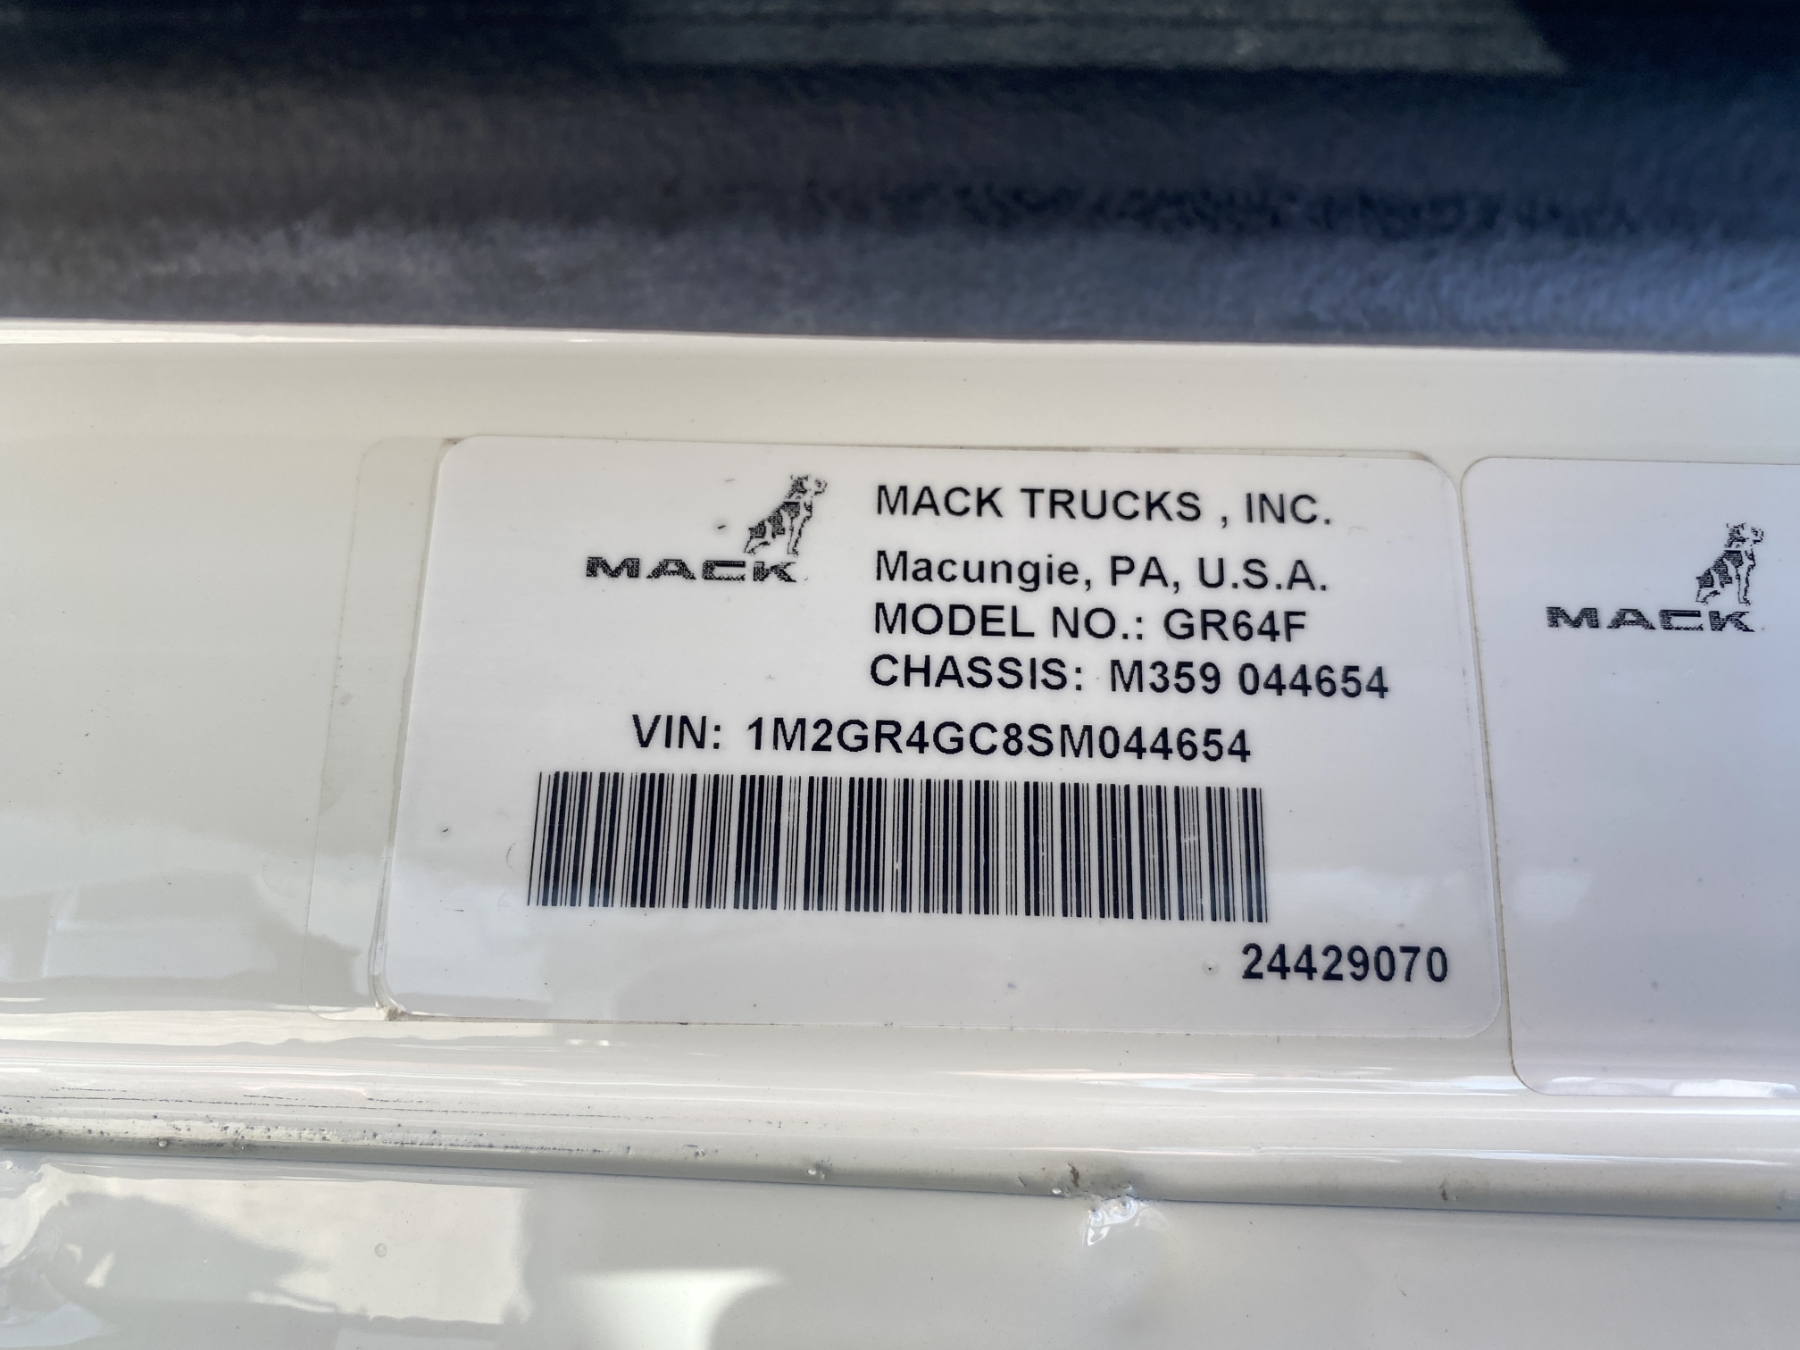 MACK
MACK TRUCKS , INC.
Macungie, PA, U.S.A.
MODEL NO.: GR64F
CHASSIS: M359 044654
VIN: 1M2GR4GC8SM044654
24429070
MACK